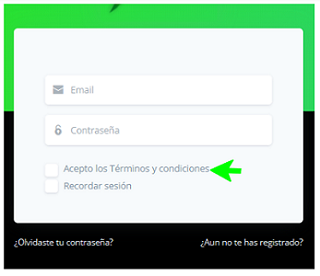 Email
Contraseña
Acepto los Términos y condiciones
Recordar sesión
¿Olvidaste tu contraseña? ¿Aun no te has registrado?